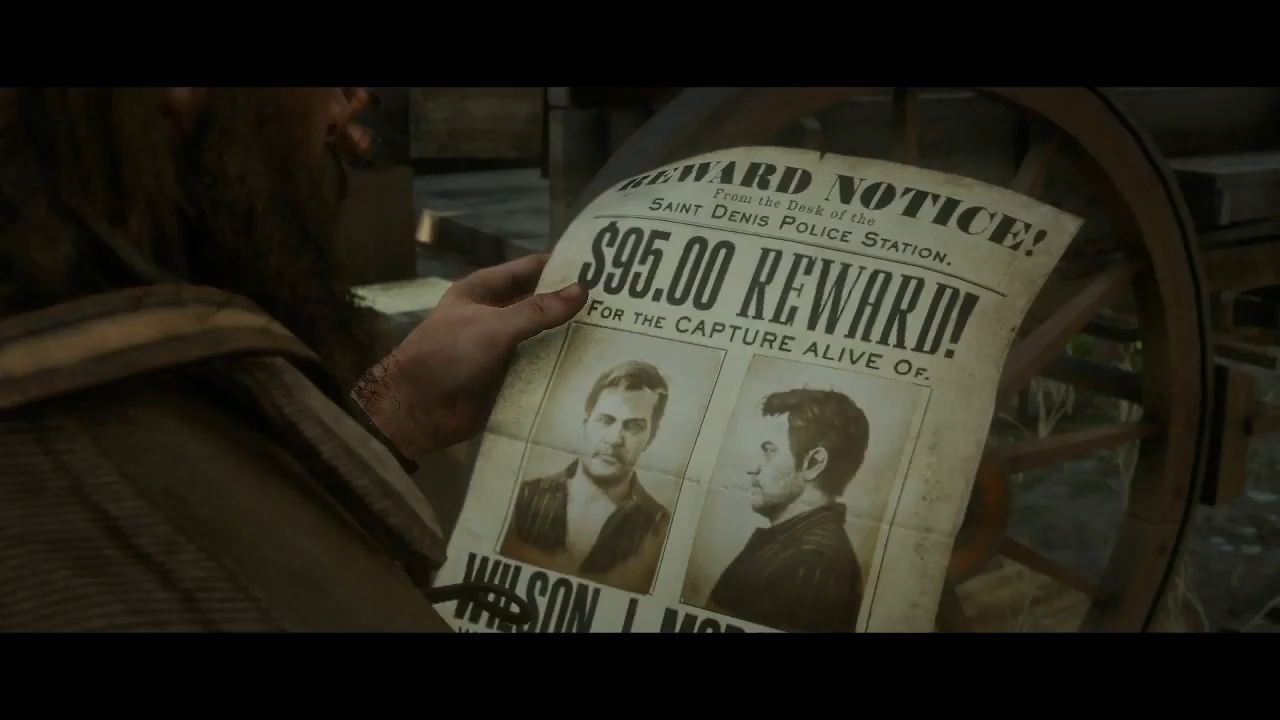 REWARD NOTICE!
From the Desk of the
SAINT DENIS POLICE STATION.
$95.00 REWARD!
FOR THE CAPTURE ALIVE OF.
WILSON J.